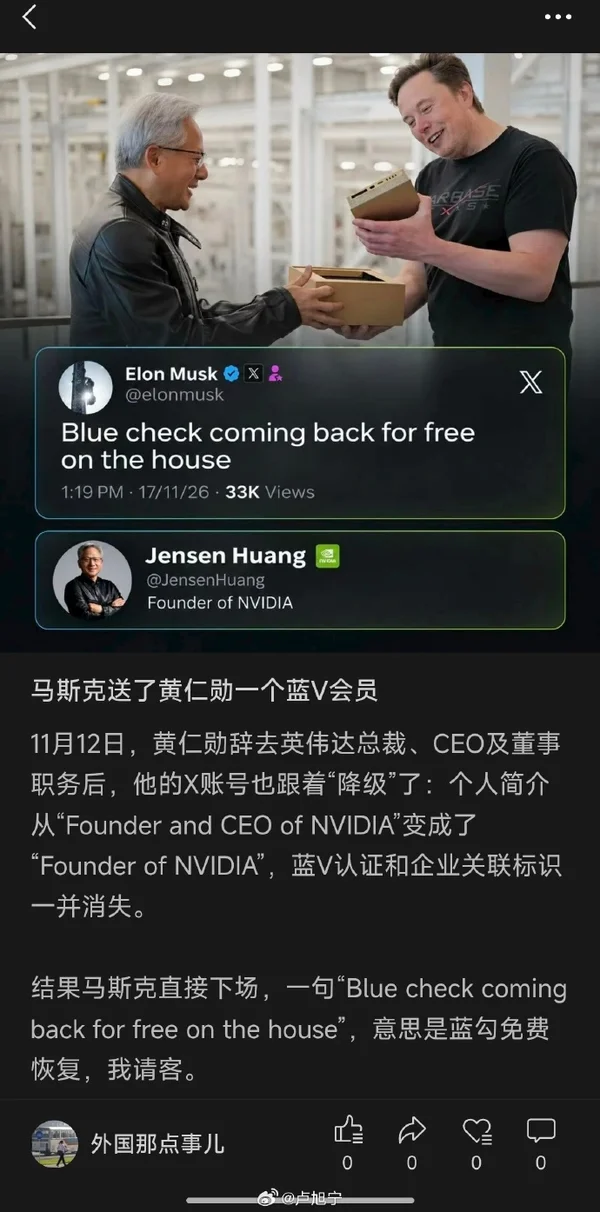 RBASE
Elon Musk
@elonmusk
Blue check coming back for free
on the house
1:19 PM · 17/11/26 · 33K Views
Jensen Huang
@JensenHuang
Founder of NVIDIA
马斯克送了黄仁勋一个蓝V会员
11月12日，黄仁勋辞去英伟达总裁、CEO及董事
职务后，他的X账号也跟着“降级”了：个人简介
从“Founder and CEO of NVIDIA”变成了
“Founder of NVIDIA”，蓝V认证和企业关联标识
一并消失。
结果马斯克直接下场，一句“Blue check coming
back for free on the house”，意思是蓝勾免费
恢复，我请客。
外国那点事儿
0 0 0 0
@卢旭宁